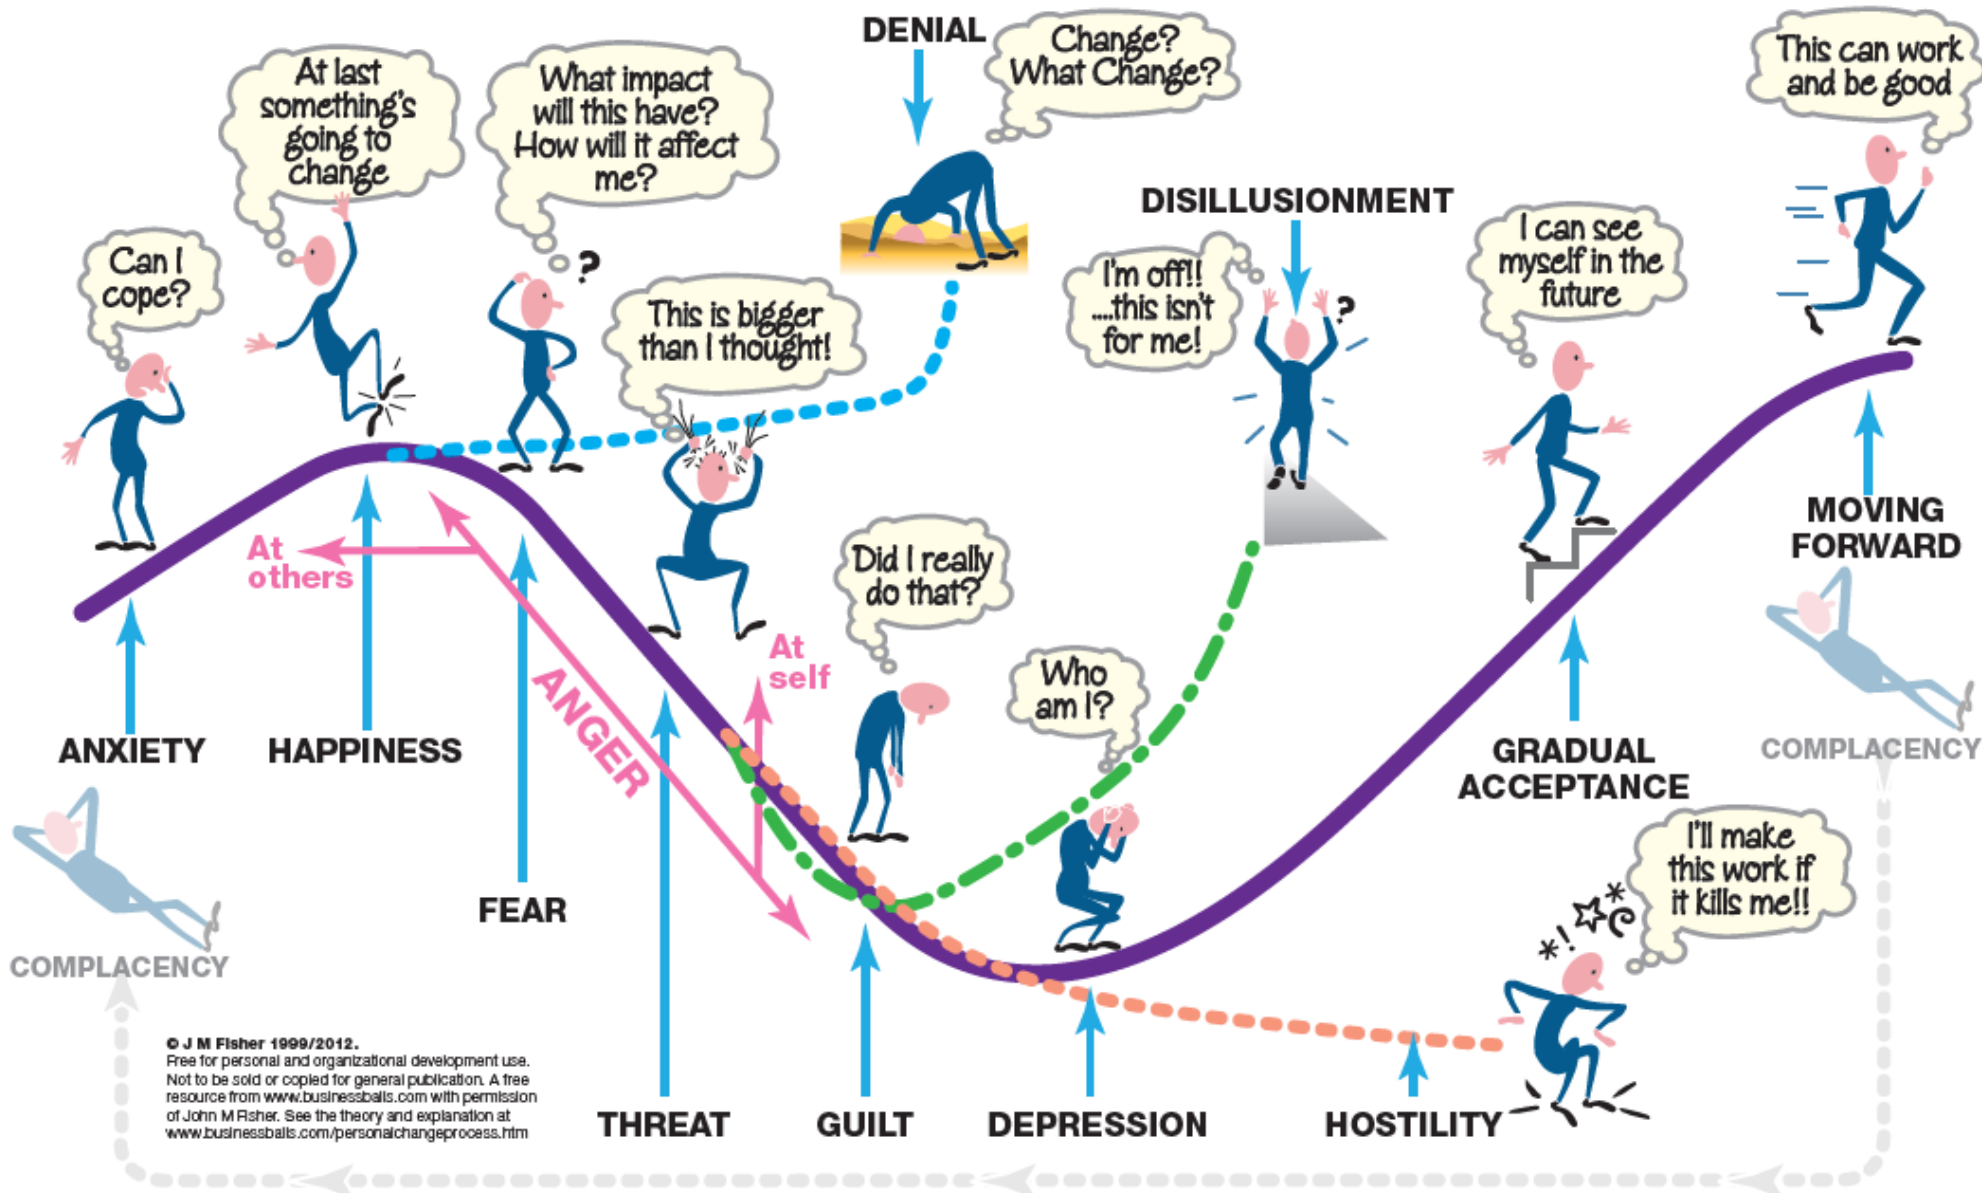 DENIAL
Change?
What Change?
This can work
and be good
At last
something's
going to
change
What impact
will this have?
How will it affect
me?
?
DISILLUSIONMENT
I'm off!!
....this isn't
for me!
?
I can see
myself in the
future
Can I
cope?
This is bigger
than I thought!
MOVING
FORWARD
At
others
Did I really
do that?
At
self
ANGER
Who
am I?
ANXIETY
HAPPINESS
GRADUAL
ACCEPTANCE
COMPLACENCY
I'll make
this work if
it kills me!!
*!☆*
FEAR
COMPLACENCY
© J M Fisher 1999/2012.
Free for personal and organizational development use.
Not to be sold or copied for general publication. A free
resource from www.businessballs.com with permission
of John M Fisher. See the theory and explanation at
www.businessballs.com/personalchangeprocess.htm
THREAT
GUILT
DEPRESSION
HOSTILITY